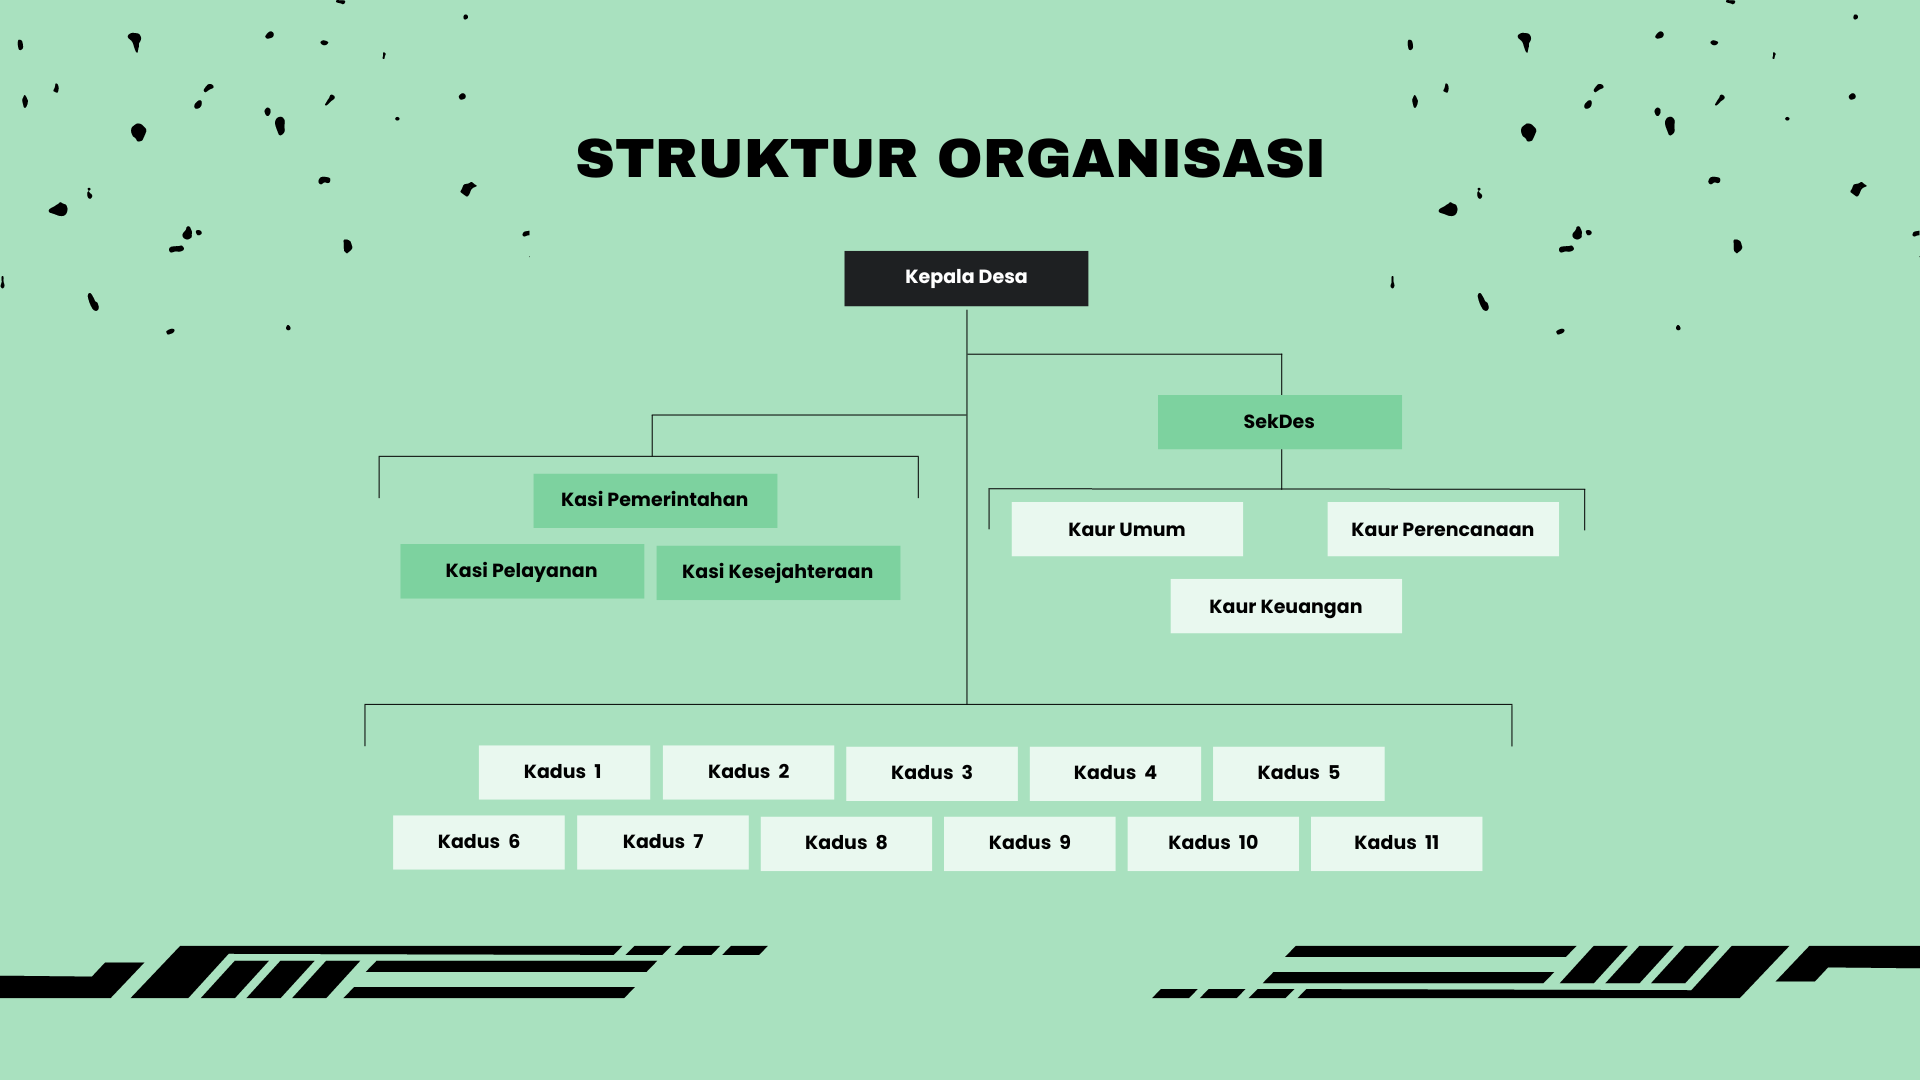 STRUKTUR ORGANISASI
Kepala Desa
SekDes
Kasi Pemerintahan
Kasi Pelayanan
Kasi Kesejahteraan
Kaur Umum
Kaur Perencanaan
Kaur Keuangan
Kadus 1
Kadus 2
Kadus 3
Kadus 4
Kadus 5
Kadus 6
Kadus 7
Kadus 8
Kadus 9
Kadus 10
Kadus 11